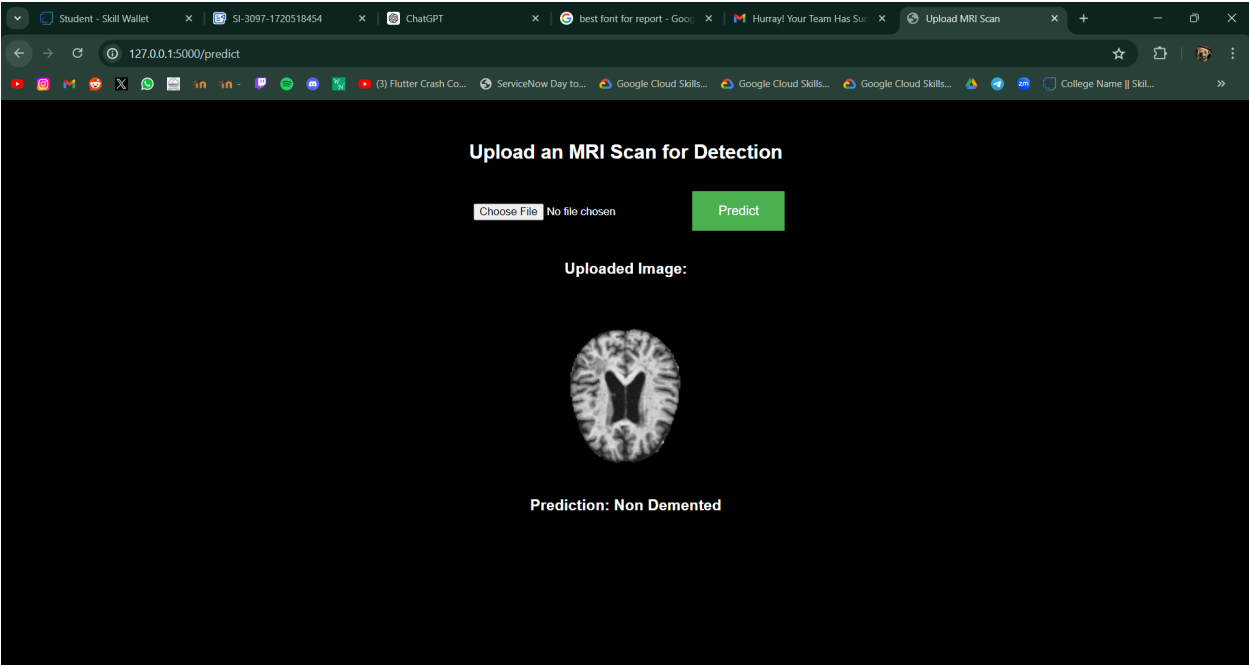 Student - Skill Wallet
SI-3097-1720518454
ChatGPT
best font for report - Goog
Hurray! Your Team Has Suc
Upload MRI Scan
127.0.0.1:5000/predict
(3) Flutter Crash Co...
ServiceNow Day to...
Google Cloud Skills...
Google Cloud Skills...
Google Cloud Skills...
zm
College Name || Skil...
Upload an MRI Scan for Detection
Choose File No file chosen
Predict
Uploaded Image:
Prediction: Non Demented